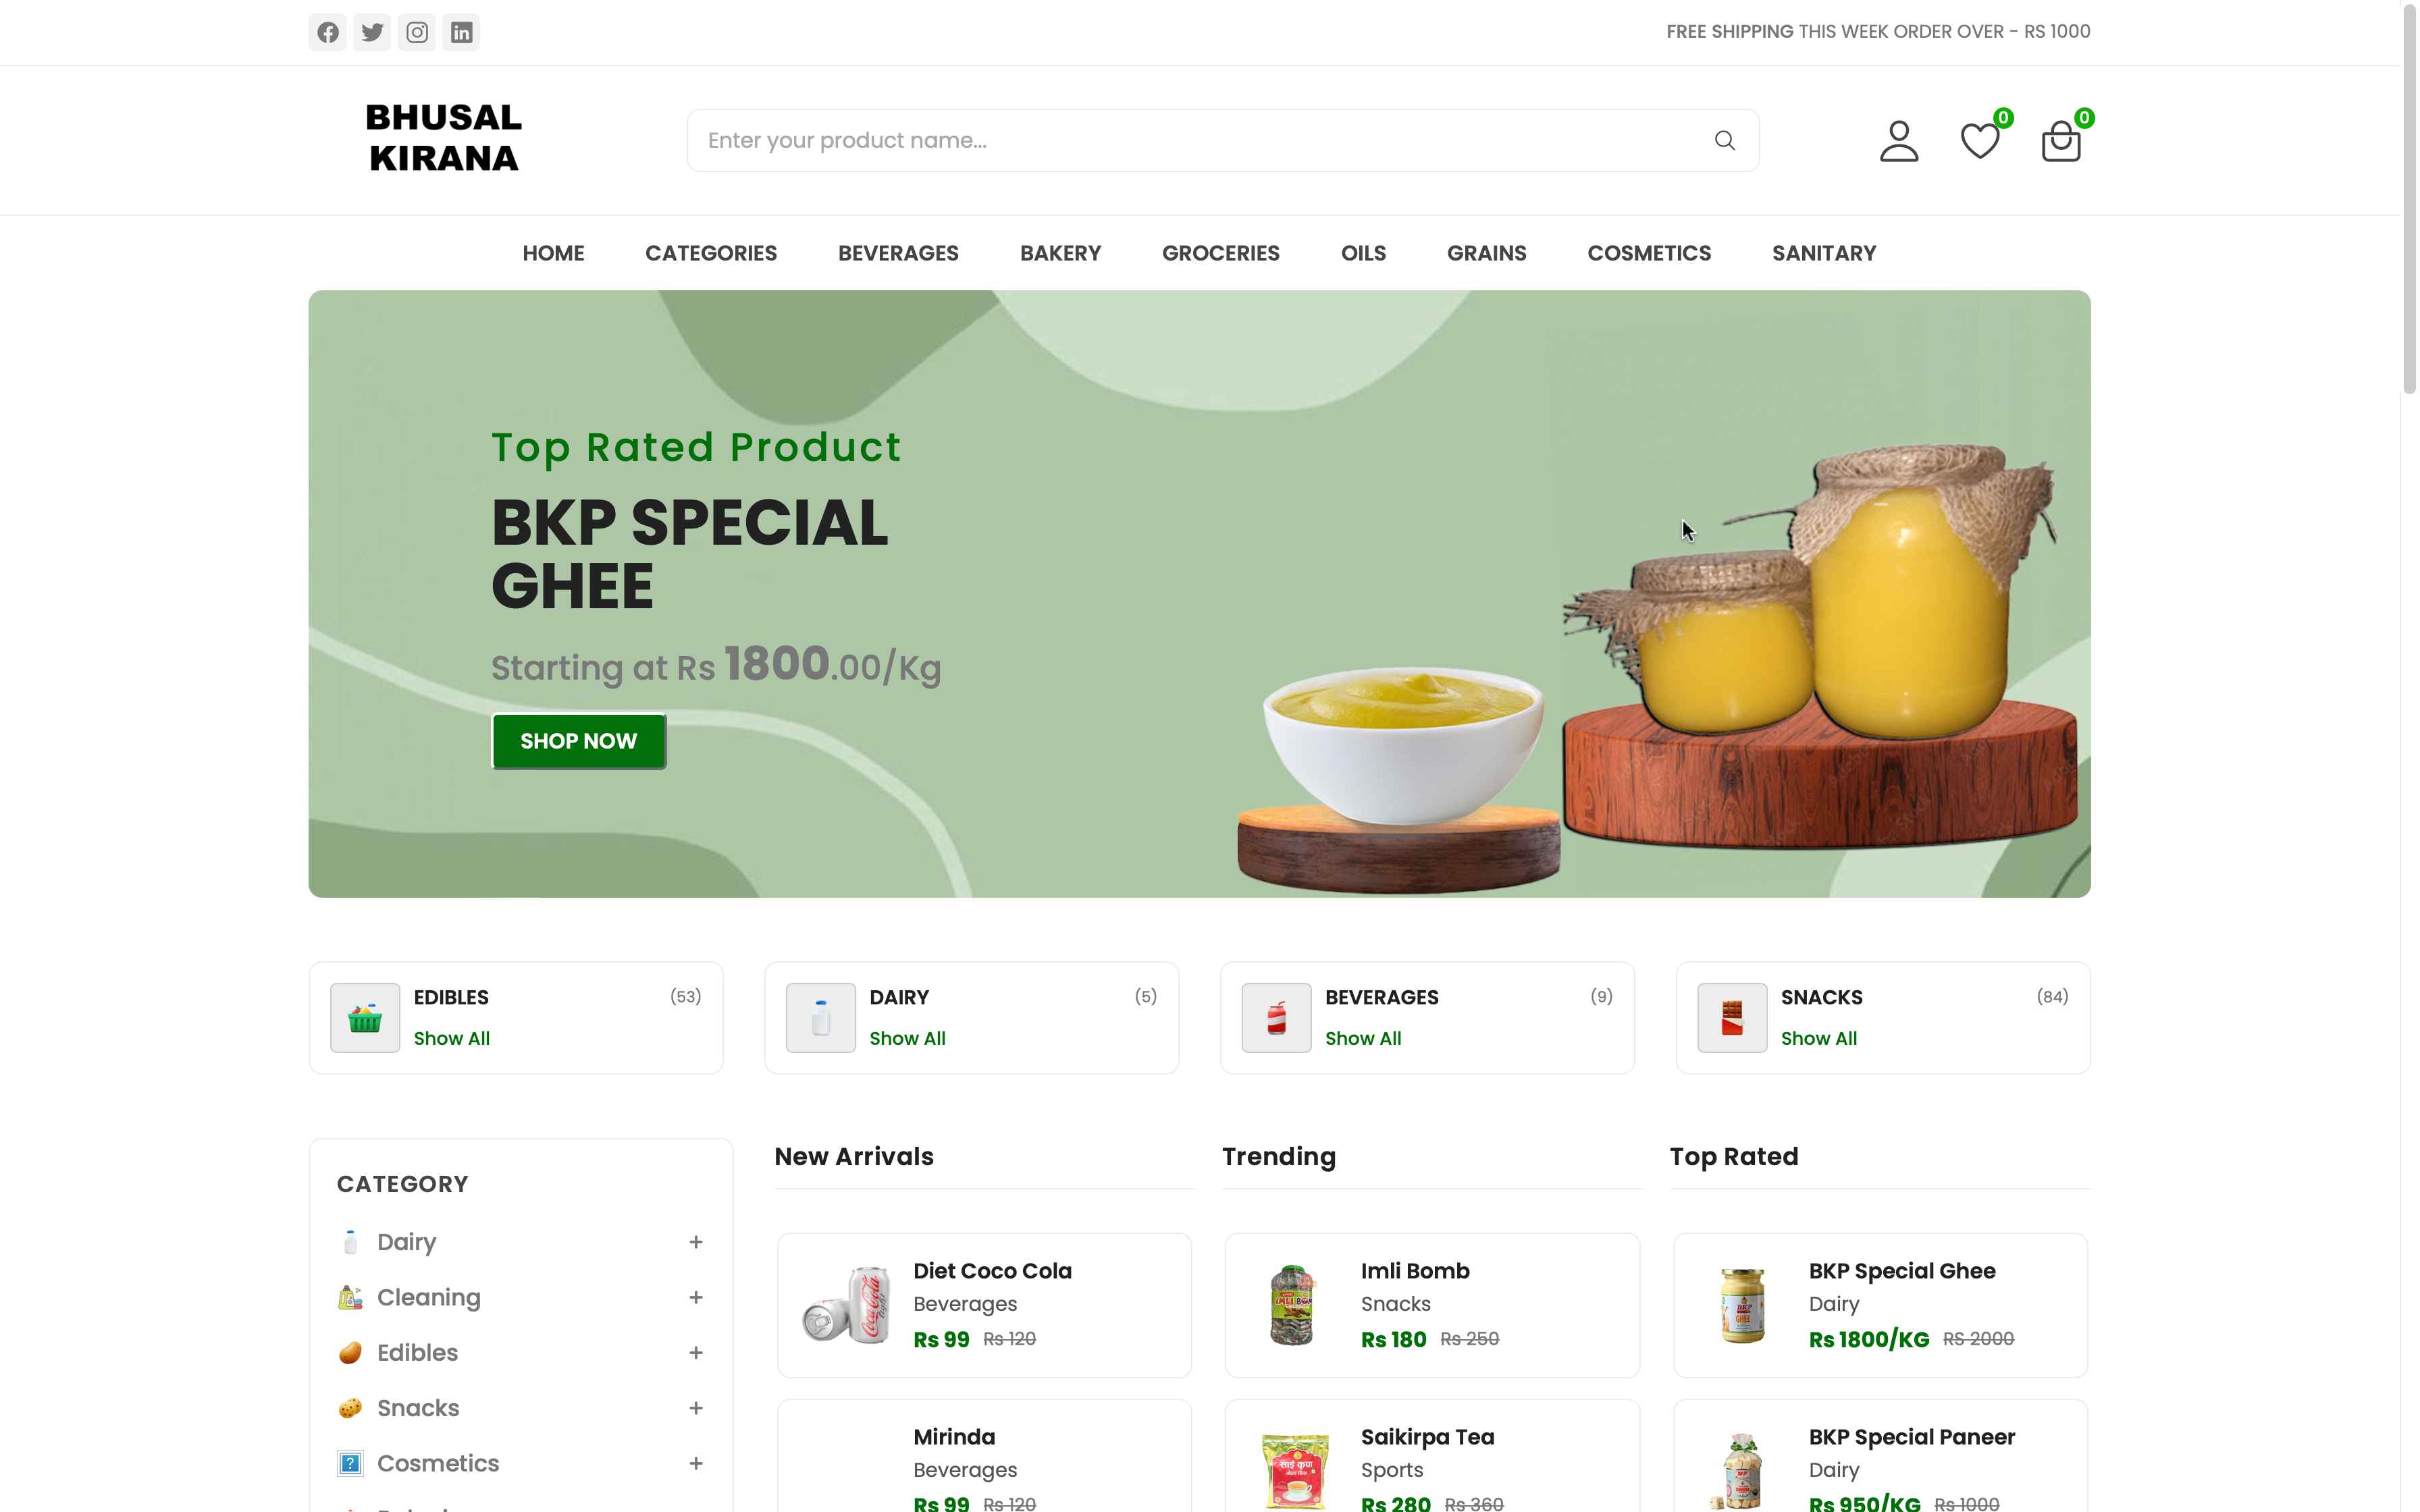 FREE SHIPPING THIS WEEK ORDER OVER - RS 1000
BHUSAL
KIRANA
Enter your product name...
0
0
HOME CATEGORIES BEVERAGES BAKERY GROCERIES OILS GRAINS COSMETICS SANITARY
Top Rated Product
BKP SPECIAL
GHEE
Starting at Rs 1800.00/Kg
SHOP NOW
EDIBLES (53)
Show All
DAIRY (5)
Show All
BEVERAGES (9)
Show All
SNACKS (84)
Show All
CATEGORY
Dairy +
Cleaning +
Edibles +
Snacks +
Cosmetics +
New Arrivals
Diet Coco Cola
Beverages
Rs 99 Rs 120
Mirinda
Beverages
Rs 99 Rs 120
Trending
Imli Bomb
Snacks
Rs 180 Rs 250
Saikirpa Tea
Sports
Rs 280 Rs 360
Top Rated
BKP Special Ghee
Dairy
Rs 1800/KG RS 2000
BKP Special Paneer
Dairy
Rs 950/KG Rs 1000